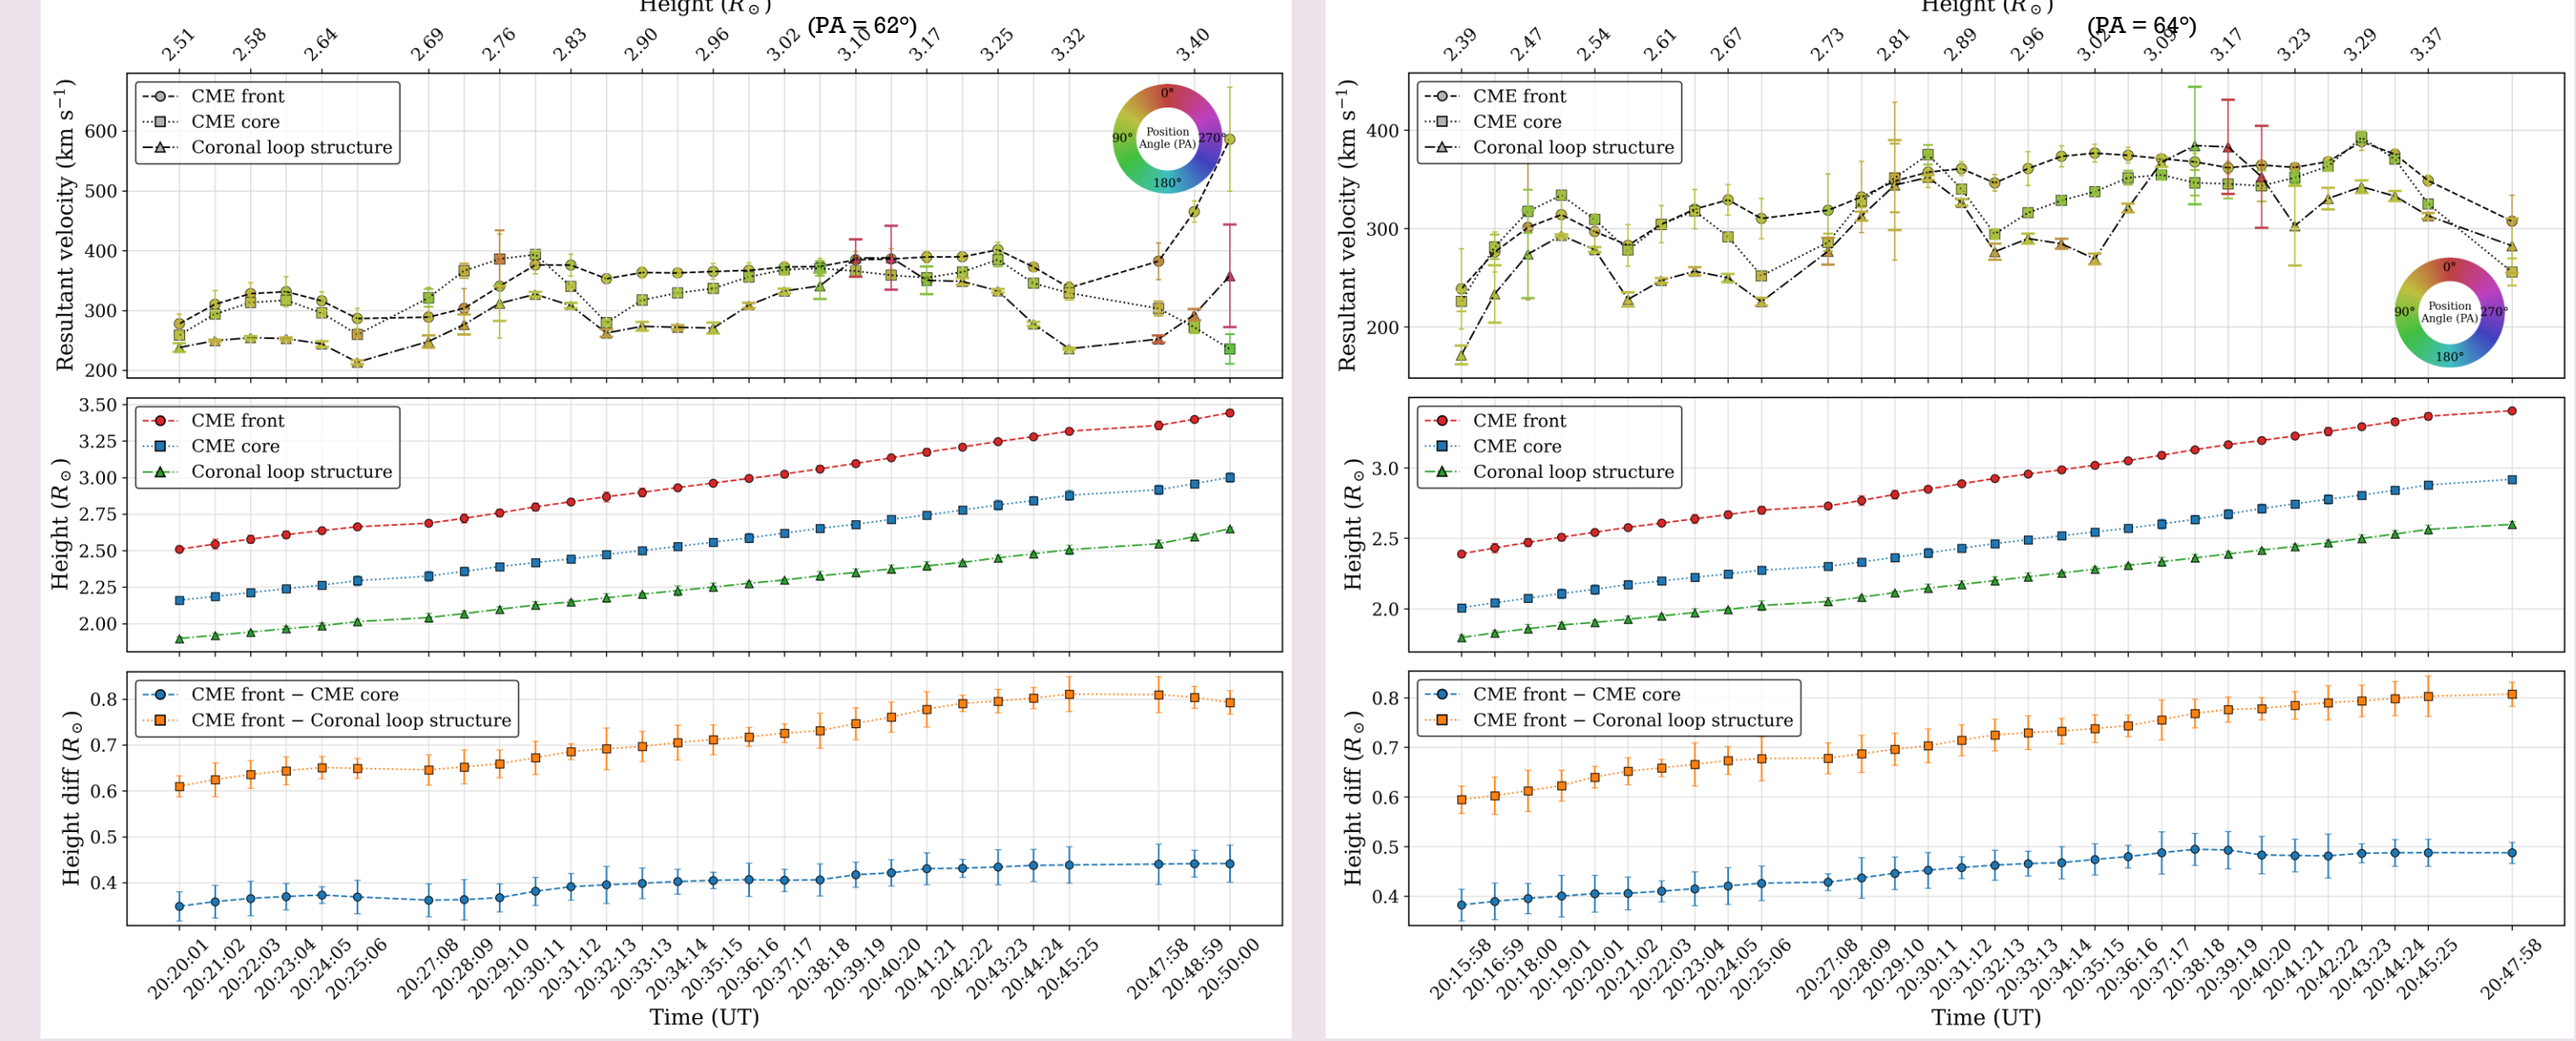 Height (R⊙)
(PA = 62°)
2.51 2.58 2.64 2.69 2.76 2.83 2.90 2.96 3.02 3.10 3.17 3.25 3.32 3.40
Resultant velocity (km s⁻¹)
600
500
400
300
200
CME front
CME core
Coronal loop structure
0°
90°
Position
Angle (PA)
270°
180°
Height (R⊙)
3.50
3.25
3.00
2.75
2.50
2.25
2.00
CME front
CME core
Coronal loop structure
Height diff (R⊙)
0.8
0.7
0.6
0.5
0.4
CME front − CME core
CME front − Coronal loop structure
20:20:01 20:21:02 20:22:03 20:23:04 20:24:05 20:25:06 20:27:08 20:28:09 20:29:10 20:30:11 20:31:12 20:32:13 20:33:13 20:34:14 20:35:15 20:36:16 20:37:17 20:38:18 20:39:19 20:40:20 20:41:21 20:42:22 20:43:23 20:44:24 20:45:25 20:47:58 20:48:59 20:50:00
Time (UT)
Height (R⊙)
(PA = 64°)
2.39 2.47 2.54 2.61 2.67 2.73 2.81 2.89 2.96 3.02 3.09 3.17 3.23 3.29 3.37
Resultant velocity (km s⁻¹)
400
300
200
CME front
CME core
Coronal loop structure
0°
90°
Position
Angle (PA)
270°
180°
Height (R⊙)
3.0
2.5
2.0
CME front
CME core
Coronal loop structure
Height diff (R⊙)
0.8
0.7
0.6
0.5
0.4
CME front − CME core
CME front − Coronal loop structure
20:15:58 20:16:59 20:18:00 20:19:01 20:20:01 20:21:02 20:22:03 20:23:04 20:24:05 20:25:06 20:27:08 20:28:09 20:29:10 20:30:11 20:31:12 20:32:13 20:33:13 20:34:14 20:35:15 20:36:16 20:37:17 20:38:18 20:39:19 20:40:20 20:41:21 20:42:22 20:43:23 20:44:24 20:45:25 20:47:58
Time (UT)